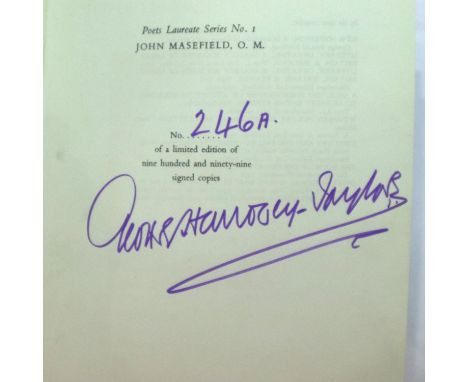 Poets Laureate Series No. 1
JOHN MASEFIELD, O. M.
No. 246A.
of a limited edition of
nine hundred and ninety-nine
signed copies